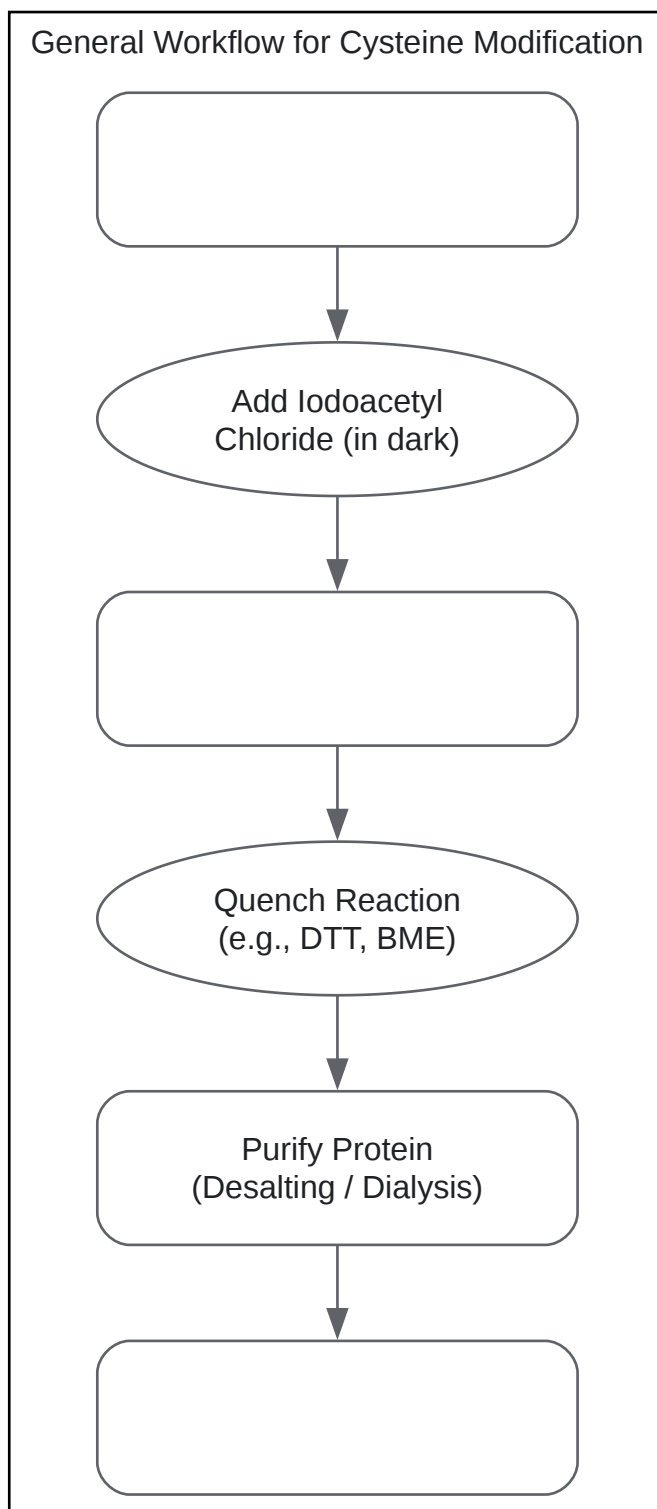 General Workflow for Cysteine Modification
Add Iodoacetyl
Chloride (in dark)
Quench Reaction
(e.g., DTT, BME)
Purify Protein
(Desalting / Dialysis)